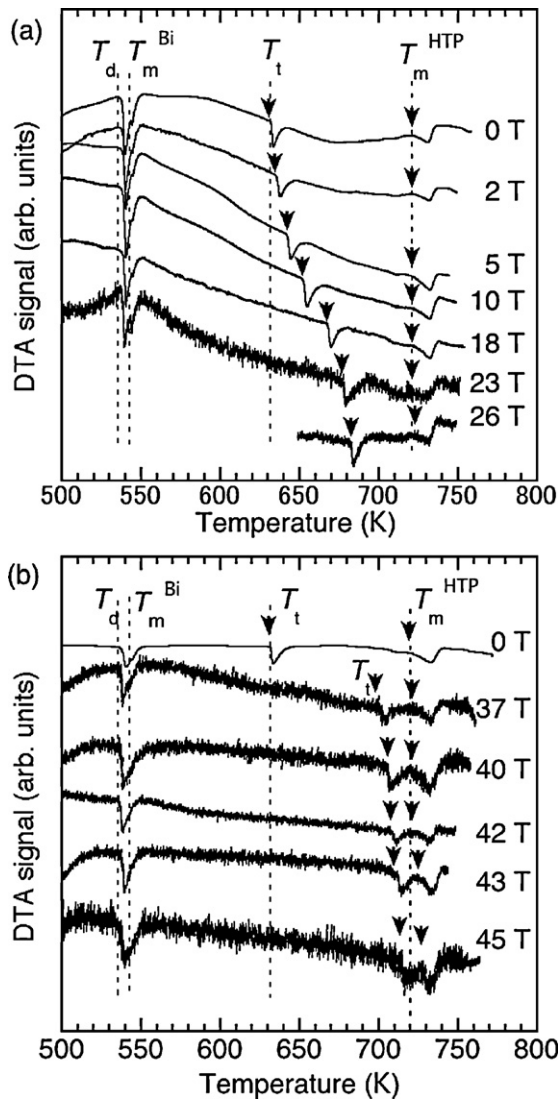 (a)
T_d T_m^Bi T_t T_m^HTP
0 T
2 T
5 T
10 T
18 T
23 T
26 T
DTA signal (arb. units)
500 550 600 650 700 750 800
Temperature (K)
(b)
T_d T_m^Bi T_t T_m^HTP
0 T
T_t
37 T
40 T
42 T
43 T
45 T
DTA signal (arb. units)
500 550 600 650 700 750 800
Temperature (K)